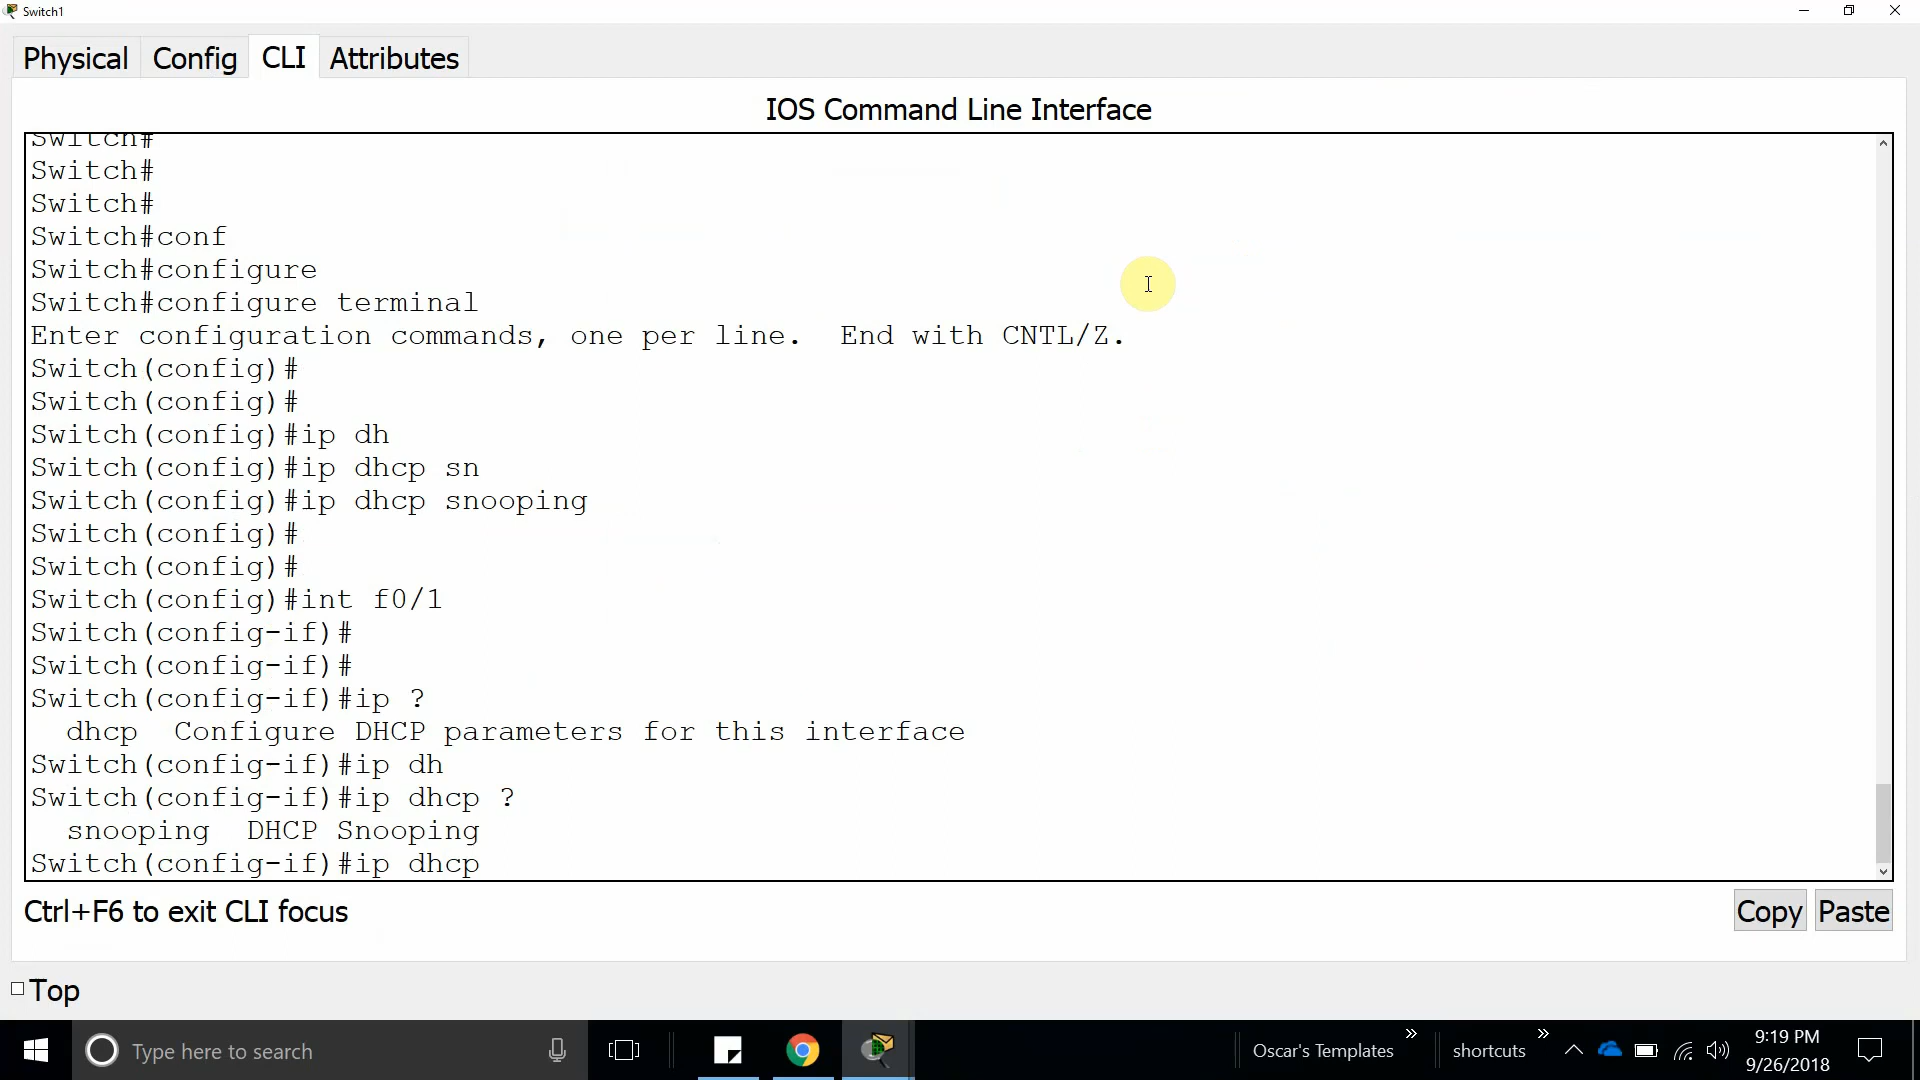 Switch1
Physical Config CLI Attributes
IOS Command Line Interface
Switch#
Switch#
Switch#
Switch#conf
Switch#configure
Switch#configure terminal
Enter configuration commands, one per line.  End with CNTL/Z.
Switch(config)#
Switch(config)#
Switch(config)#ip dh
Switch(config)#ip dhcp sn
Switch(config)#ip dhcp snooping
Switch(config)#
Switch(config)#
Switch(config)#int f0/1
Switch(config-if)#
Switch(config-if)#
Switch(config-if)#ip ?
  dhcp  Configure DHCP parameters for this interface
Switch(config-if)#ip dh
Switch(config-if)#ip dhcp ?
  snooping  DHCP Snooping
Switch(config-if)#ip dhcp
Ctrl+F6 to exit CLI focus
Copy Paste
Top
Type here to search
Oscar's Templates
shortcuts
9:19 PM
9/26/2018